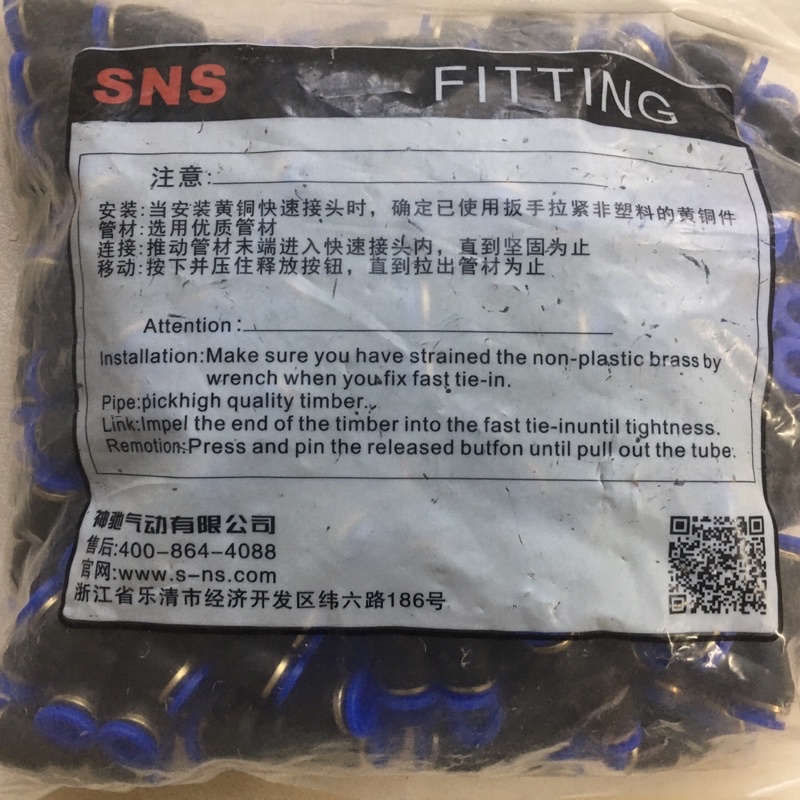 SNS FITTING
注意:
安装:当安装黄铜快速接头时，确定已使用扳手拉紧非塑料的黄铜件
管材:选用优质管材
连接:推动管材末端进入快速接头内，直到坚固为止
移动:按下并压住释放按钮，直到拉出管材为止
Attention:
Installation:Make sure you have strained the non-plastic brass by
wrench when you fix fast tie-in.
Pipe:pickhigh quality timber.
Link:Impel the end of the timber into the fast tie-inuntil tightness.
Remotion:Press and pin the released butfon until pull out the tube.
神驰气动有限公司
售后:400-864-4088
官网:www.s-ns.com
浙江省乐清市经济开发区纬六路186号